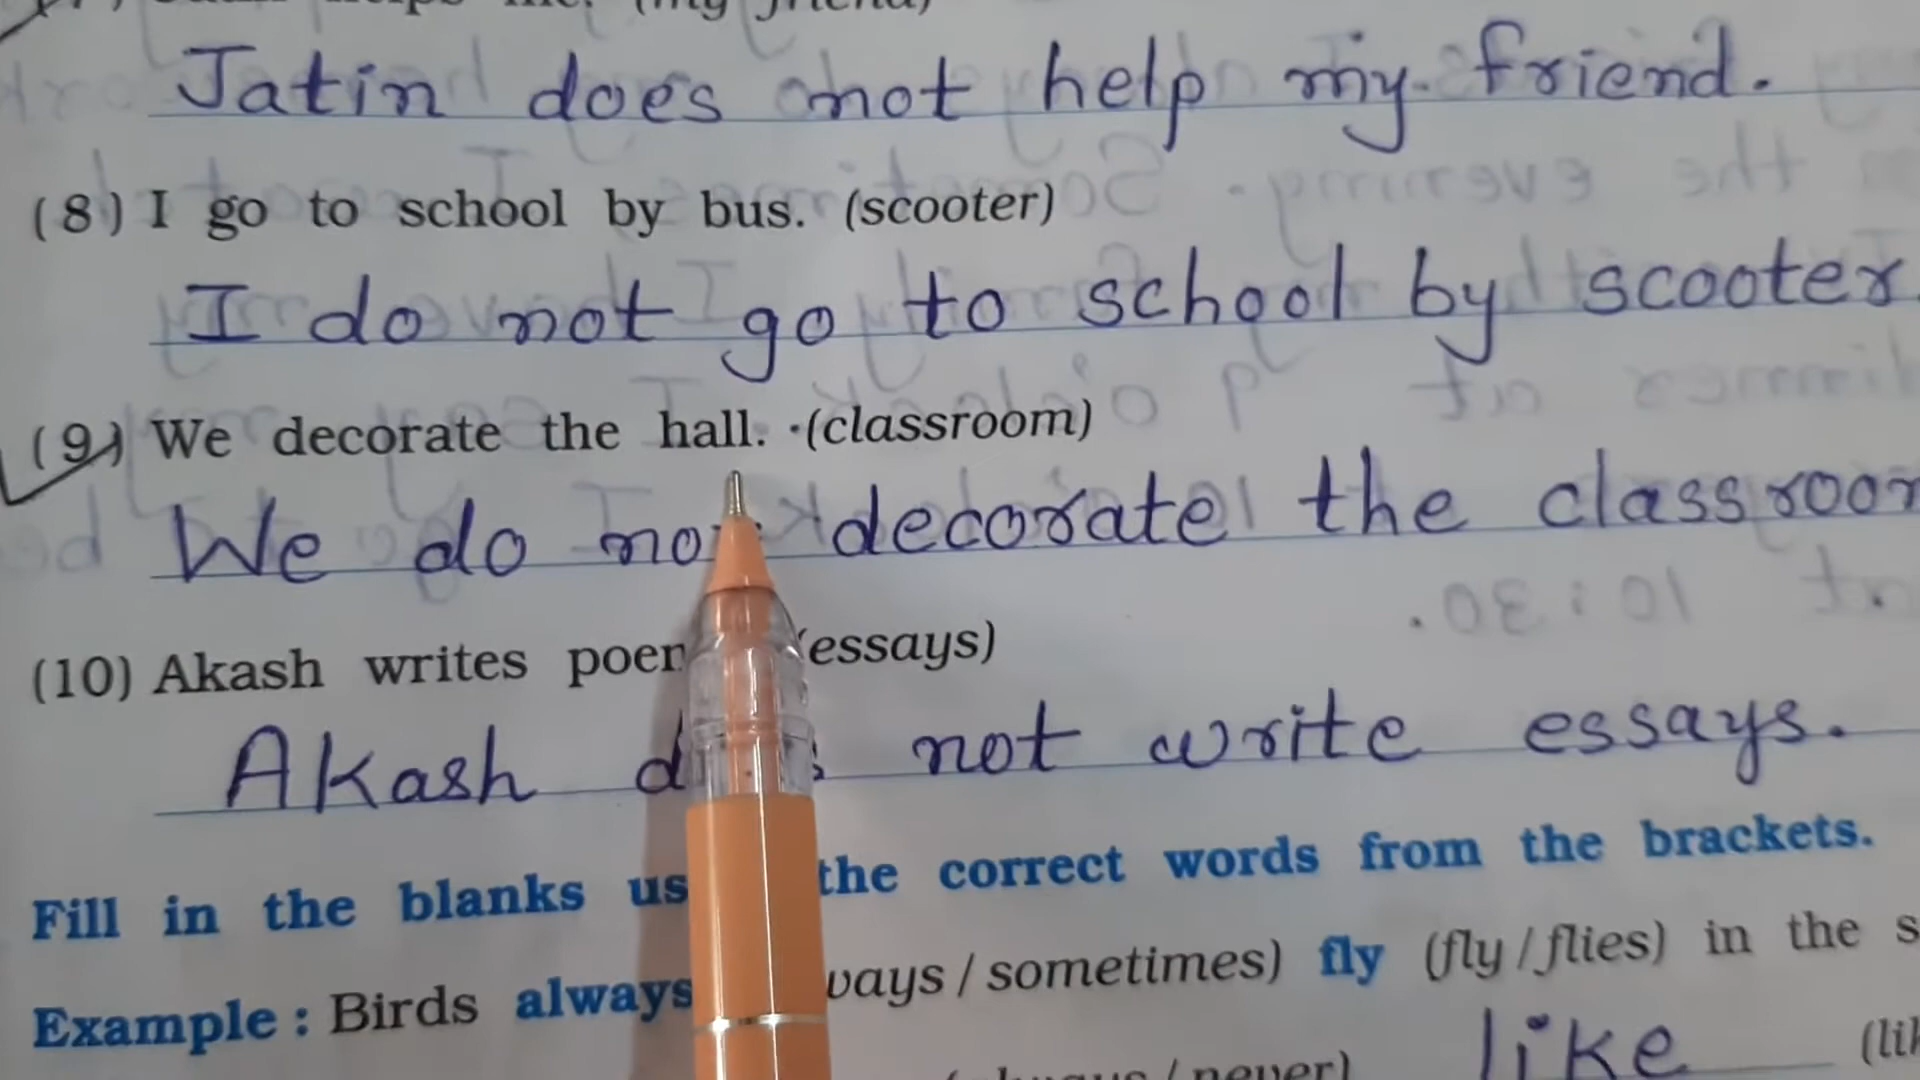 (my friend)
Jatin does not help my friend.
(8) I go to school by bus. (scooter)
I do not go to school by scooter
(9) We decorate the hall. (classroom)
We do decorate the
(10) Akash writes (essays)
Akash not write essays.
Fill in the blanks the correct words from the brackets.
Example : Birds always / sometimes) fly (fly / flies) in the
/ never) like